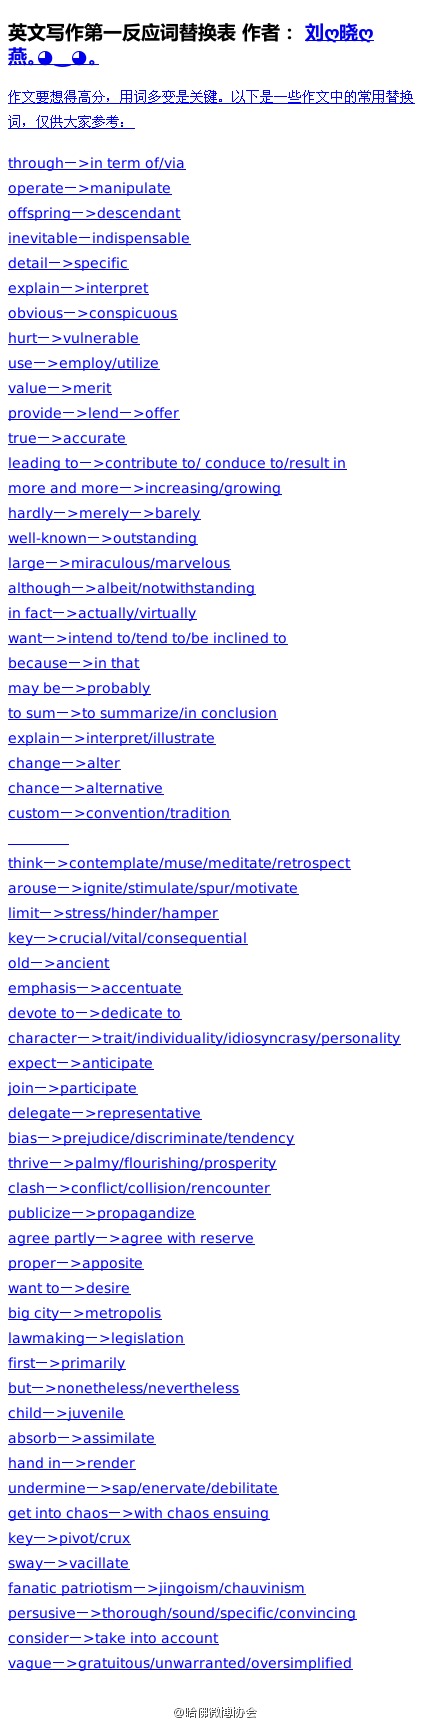 英文写作第一反应词替换表 作者： 刘ღ晓ღ
燕。◕‿◕。
作文要想得高分，用词多变是关键。以下是一些作文中的常用替换
词，仅供大家参考：
through—>in term of/via
operate—>manipulate
offspring—>descendant
inevitable—indispensable
detail—>specific
explain—>interpret
obvious—>conspicuous
hurt—>vulnerable
use—>employ/utilize
value—>merit
provide—>lend—>offer
true—>accurate
leading to—>contribute to/ conduce to/result in
more and more—>increasing/growing
hardly—>merely—>barely
well-known—>outstanding
large—>miraculous/marvelous
although—>albeit/notwithstanding
in fact—>actually/virtually
want—>intend to/tend to/be inclined to
because—>in that
may be—>probably
to sum—>to summarize/in conclusion
explain—>interpret/illustrate
change—>alter
chance—>alternative
custom—>convention/tradition
think—>contemplate/muse/meditate/retrospect
arouse—>ignite/stimulate/spur/motivate
limit—>stress/hinder/hamper
key—>crucial/vital/consequential
old—>ancient
emphasis—>accentuate
devote to—>dedicate to
character—>trait/individuality/idiosyncrasy/personality
expect—>anticipate
join—>participate
delegate—>representative
bias—>prejudice/discriminate/tendency
thrive—>palmy/flourishing/prosperity
clash—>conflict/collision/rencounter
publicize—>propagandize
agree partly—>agree with reserve
proper—>apposite
want to—>desire
big city—>metropolis
lawmaking—>legislation
first—>primarily
but—>nonetheless/nevertheless
child—>juvenile
absorb—>assimilate
hand in—>render
undermine—>sap/enervate/debilitate
get into chaos—>with chaos ensuing
key—>pivot/crux
sway—>vacillate
fanatic patriotism—>jingoism/chauvinism
persusive—>thorough/sound/specific/convincing
consider—>take into account
vague—>gratuitous/unwarranted/oversimplified
@哈佛微博协会